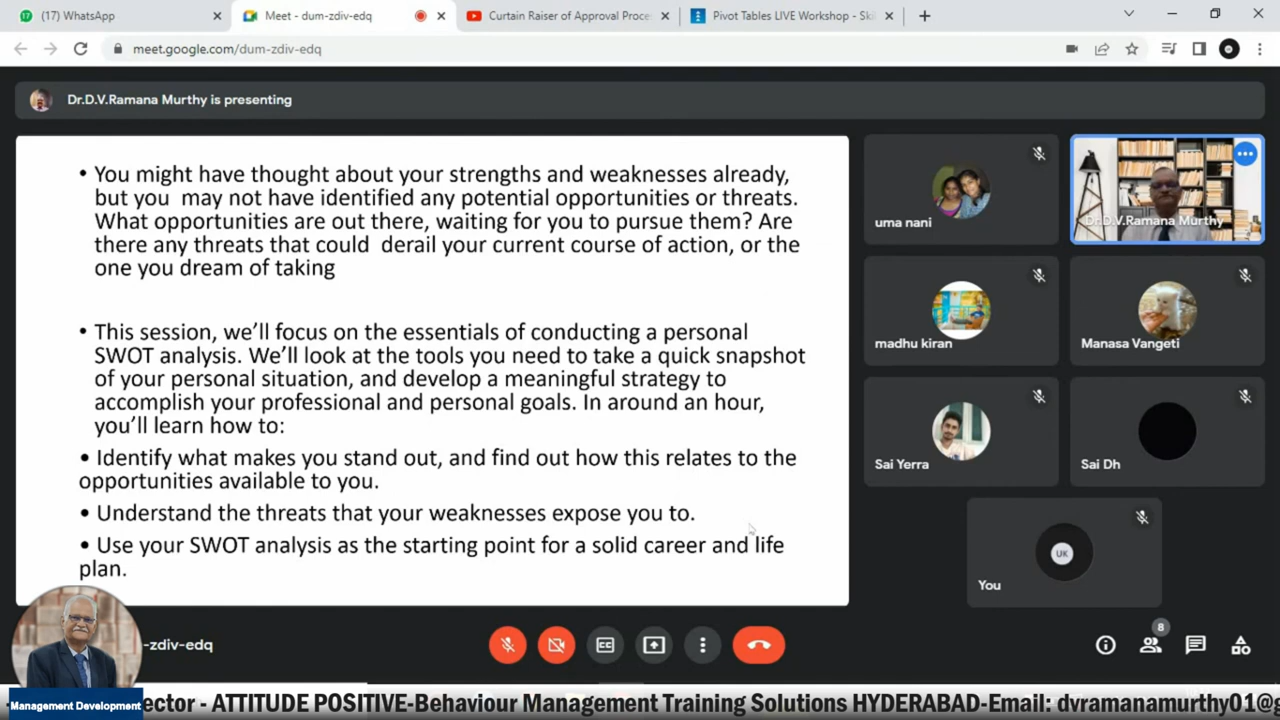 (17) WhatsApp
Meet - dum-zdiv-edq
Curtain Raiser of Approval Proce
Pivot Tables LIVE Workshop - Ski
meet.google.com/dum-zdiv-edq
Dr.D.V.Ramana Murthy is presenting
• You might have thought about your strengths and weaknesses already,
but you may not have identified any potential opportunities or threats.
What opportunities are out there, waiting for you to pursue them? Are
there any threats that could derail your current course of action, or the
one you dream of taking
• This session, we’ll focus on the essentials of conducting a personal
SWOT analysis. We’ll look at the tools you need to take a quick snapshot
of your personal situation, and develop a meaningful strategy to
accomplish your professional and personal goals. In around an hour,
you’ll learn how to:
• Identify what makes you stand out, and find out how this relates to the
opportunities available to you.
• Understand the threats that your weaknesses expose you to.
• Use your SWOT analysis as the starting point for a solid career and life
plan.
uma nani
Dr.D.V.Ramana Murthy
madhu kiran
Manasa Vangeti
Sai Yerra
Sai Dh
UK
You
-zdiv-edq
CC
8
Management Development
ector - ATTITUDE POSITIVE-Behaviour Management Training Solutions HYDERABAD-Email: dvramanamurthy01@g